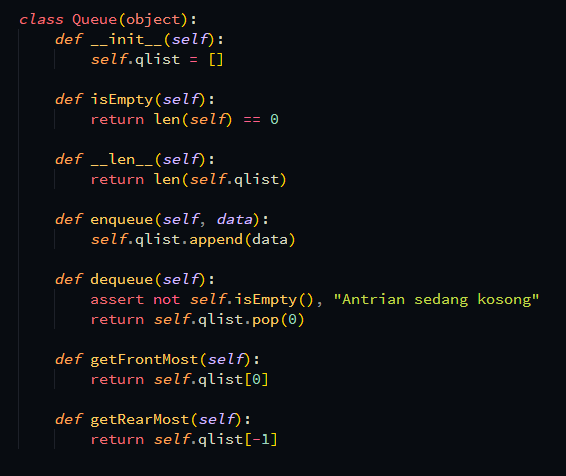 class Queue(object):
    def __init__(self):
        self.qlist = []
    def isEmpty(self):
        return len(self) == 0
    def __len__(self):
        return len(self.qlist)
    def enqueue(self, data):
        self.qlist.append(data)
    def dequeue(self):
        assert not self.isEmpty(), "Antrian sedang kosong"
        return self.qlist.pop(0)
    def getFrontMost(self):
        return self.qlist[0]
    def getRearMost(self):
        return self.qlist[-1]